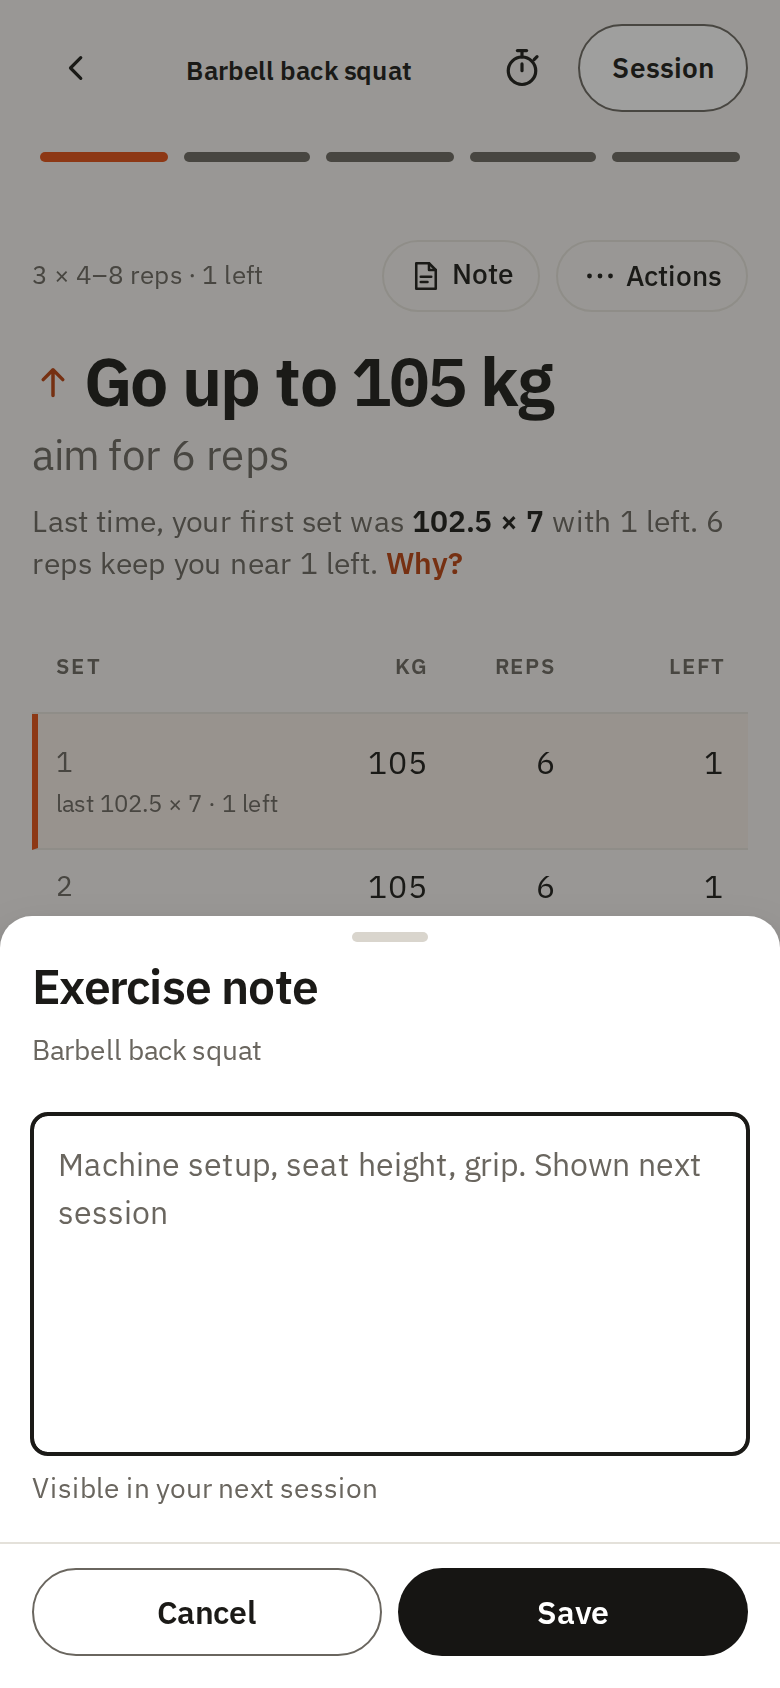 Barbell back squat
Session
3 × 4–8 reps · 1 left
Note
Actions
↑ Go up to 105 kg
aim for 6 reps
Last time, your first set was 102.5 × 7 with 1 left. 6
reps keep you near 1 left. Why?
SET KG REPS LEFT
1 105 6 1
last 102.5 × 7 · 1 left
2 105 6 1
Exercise note
Barbell back squat
Machine setup, seat height, grip. Shown next
session
Visible in your next session
Cancel
Save